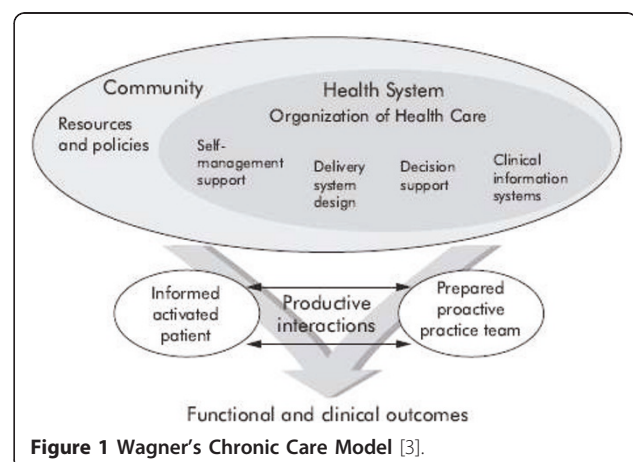 Community
Resources
and policies
Health System
Organization of Health Care
Self-
management
support
Delivery
system
design
Decision
support
Clinical
information
systems
Informed
activated
patient
Productive
interactions
Prepared
proactive
practice team
Functional and clinical outcomes
Figure 1 Wagner's Chronic Care Model [3].